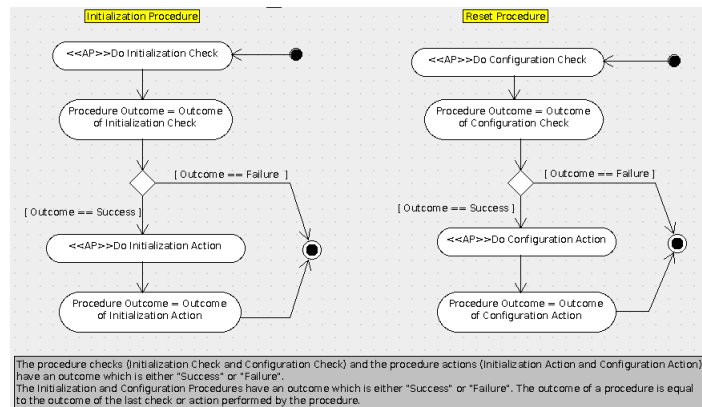 Initialization Procedure
<<AP>>Do Initialization Check
Procedure Outcome = Outcome
of Initialization Check
[ Outcome == Failure ]
[ Outcome == Success ]
<<AP>>Do Initialization Action
Procedure Outcome = Outcome
of Initialization Action
Reset Procedure
<<AP>>Do Configuration Check
Procedure Outcome = Outcome
of Configuration Check
[ Outcome == Failure ]
[ Outcome == Success ]
<<AP>>Do Configuration Action
Procedure Outcome = Outcome
of Configuration Action
The procedure checks (Initialization Check and Configuration Check) and the procedure actions (Initialization Action and Configuration Action)
have an outcome which is either "Success" or "Failure".
The Initialization and Configuration Procedures have an outcome which is either "Success" or "Failure". The outcome of a procedure is equal
to the outcome of the last check or action performed by the procedure.